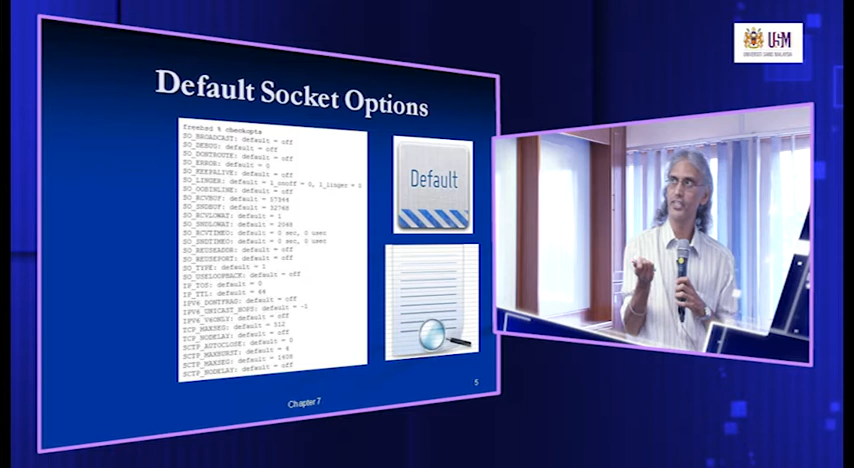 USM
UNIVERSITI SAINS MALAYSIA
Default Socket Options
freebsd % checkopts
SO_BROADCAST: default = off
SO_DEBUG: default = off
SO_DONTROUTE: default = off
SO_ERROR: default = 0
SO_KEEPALIVE: default = off
SO_LINGER: default = l_onoff = 0, l_linger = 0
SO_OOBINLINE: default = off
SO_RCVBUF: default = 57344
SO_SNDBUF: default = 32768
SO_RCVLOWAT: default = 1
SO_SNDLOWAT: default = 2048
SO_RCVTIMEO: default = 0 sec, 0 usec
SO_SNDTIMEO: default = 0 sec, 0 usec
SO_REUSEADDR: default = off
SO_REUSEPORT: default = off
SO_TYPE: default = 1
SO_USELOOPBACK: default = off
IP_TOS: default = 0
IP_TTL: default = 64
IPV6_DONTFRAG: default = off
IPV6_UNICAST_HOPS: default = -1
IPV6_V6ONLY: default = off
TCP_MAXSEG: default = 512
TCP_NODELAY: default = off
SCTP_AUTOCLOSE: default = 0
SCTP_MAXBURST: default = 4
SCTP_MAXSEG: default = 1408
SCTP_NODELAY: default = off
Default
Chapter 7
5